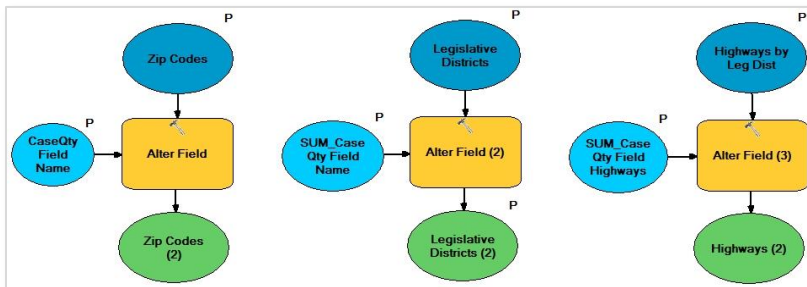 P
Zip Codes
P
CaseQty
Field
Name
Alter Field
Zip Codes
(2)
P
Legislative
Districts
P
SUM_Case
Qty Field
Name
Alter Field (2)
P
Legislative
Districts (2)
P
Highways by
Leg Dist
P
SUM_Case
Qty Field
Highways
Alter Field (3)
Highways (2)